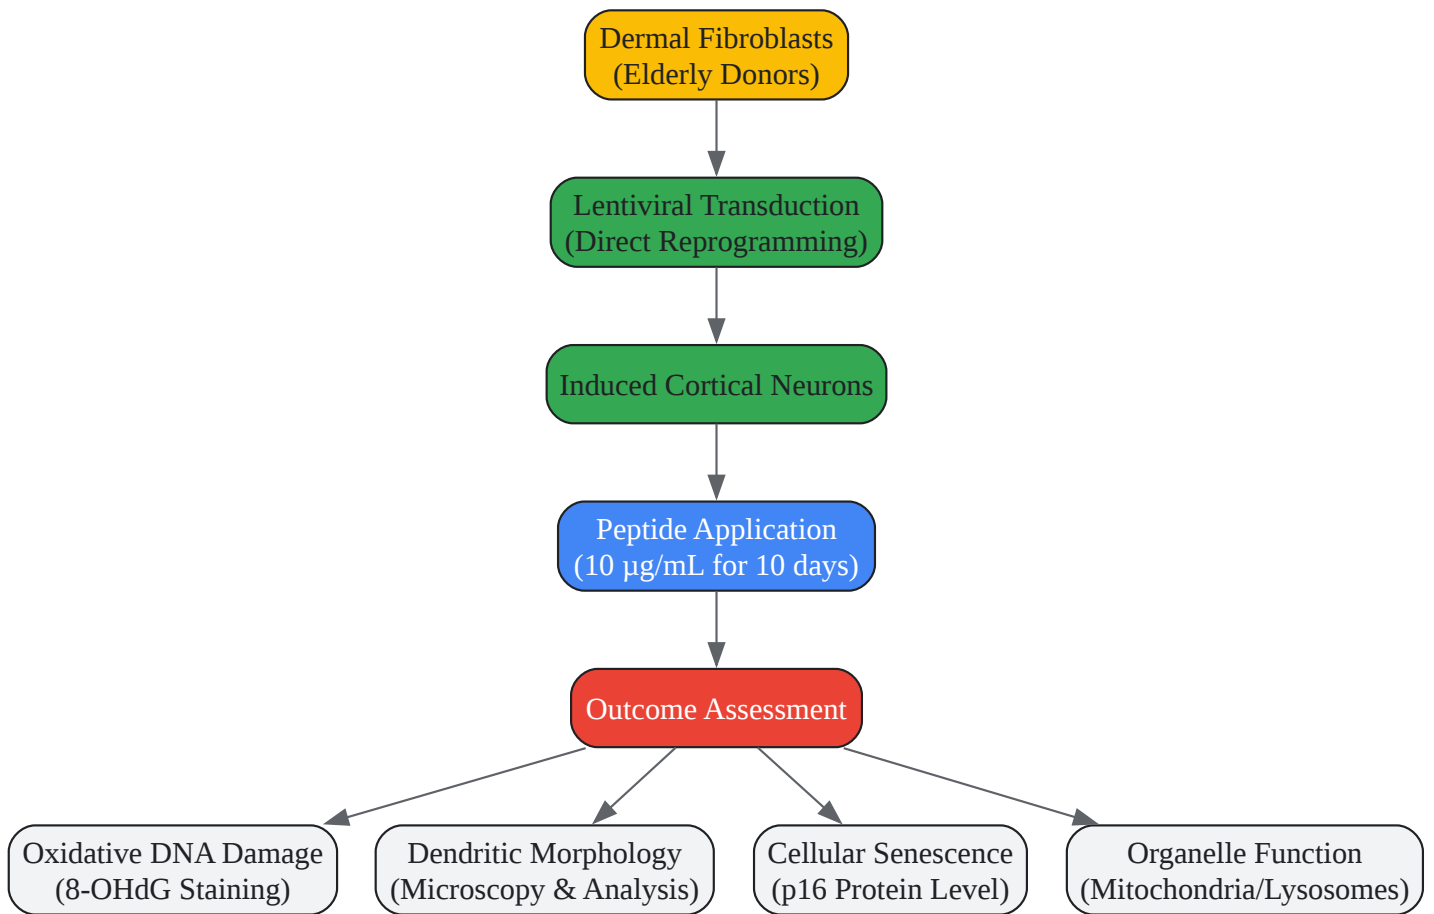 Dermal Fibroblasts
(Elderly Donors)
Lentiviral Transduction
(Direct Reprogramming)
Induced Cortical Neurons
Peptide Application
(10 µg/mL for 10 days)
Outcome Assessment
Oxidative DNA Damage
(8-OHdG Staining)
Dendritic Morphology
(Microscopy & Analysis)
Cellular Senescence
(p16 Protein Level)
Organelle Function
(Mitochondria/Lysosomes)